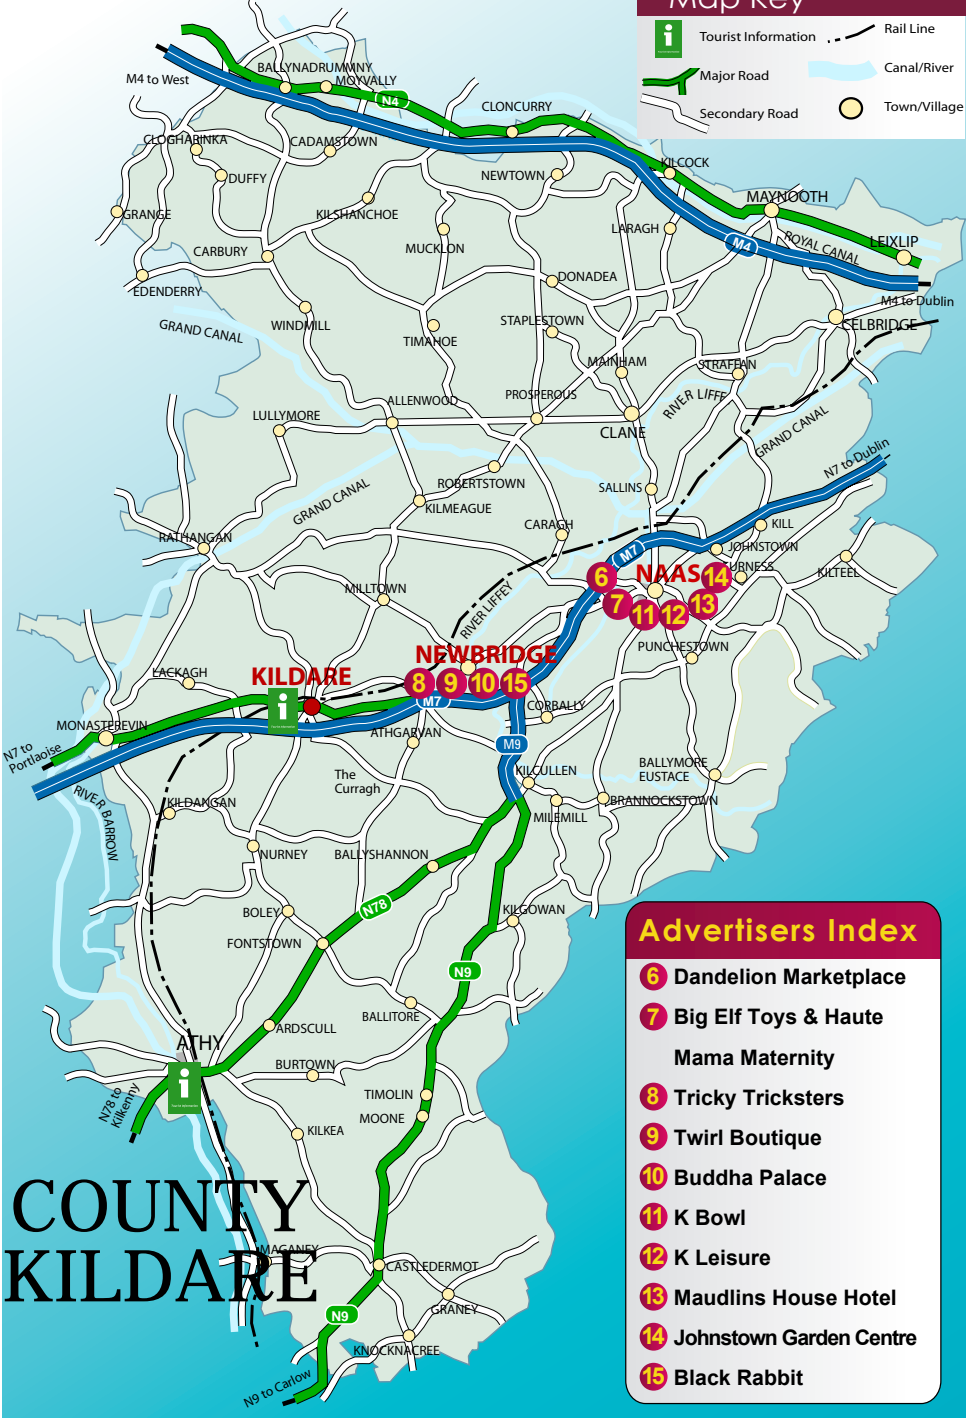 Map Key
Tourist Information
Rail Line
Major Road
Canal/River
Secondary Road
Town/Village
M4 to West
BALLYNADRUMMNY
MOYVALLY
N4
CLONCURRY
CLOGHARINKA
CADAMSTOWN
DUFFY
NEWTOWN
KILCOCK
MAYNOOTH
GRANGE
KILSHANCHOE
LARAGH
M4
ROYAL CANAL
LEIXLIP
CARBURY
MUCKLON
EDENDERRY
DONADEA
M4 to Dublin
GRAND CANAL
WINDMILL
TIMAHOE
STAPLESTOWN
CELBRIDGE
MAINHAM
STRAFFAN
LULLYMORE
ALLENWOOD
PROSPEROUS
RIVER LIFFE
CLANE
GRAND CANAL
N7 to Dublin
ROBERTSTOWN
GRAND CANAL
KILMEAGUE
SALLINS
CARAGH
KILL
RATHANGAN
M7
JOHNSTOWN
6
NAAS
14
URNESS
KILTEEL
MILLTOWN
RIVER LIFFEY
7
11
12
13
PUNCHESTOWN
NEWBRIDGE
LACKAGH
KILDARE
8
9
10
15
M7
CORBALLY
MONASTEREVIN
ATHGARVAN
M9
N7 to
Portlaoise
The
Curragh
KILCULLEN
BALLYMORE
EUSTACE
RIVER BARROW
KILDANGAN
BRANNOCKSTOWN
MILEMILL
NURNEY
BALLYSHANNON
BOLEY
N78
KILGOWAN
FONTSTOWN
N9
BALLITORE
ARDSCULL
ATHY
BURTOWN
TIMOLIN
MOONE
N78 to
Kilkenny
KILKEA
COUNTY
KILDARE
MAGANEY
CASTLEDERMOT
GRANEY
N9
KNOCKNACREE
N9 to Carlow
Advertisers Index
6 Dandelion Marketplace
7 Big Elf Toys & Haute
Mama Maternity
8 Tricky Tricksters
9 Twirl Boutique
10 Buddha Palace
11 K Bowl
12 K Leisure
13 Maudlins House Hotel
14 Johnstown Garden Centre
15 Black Rabbit